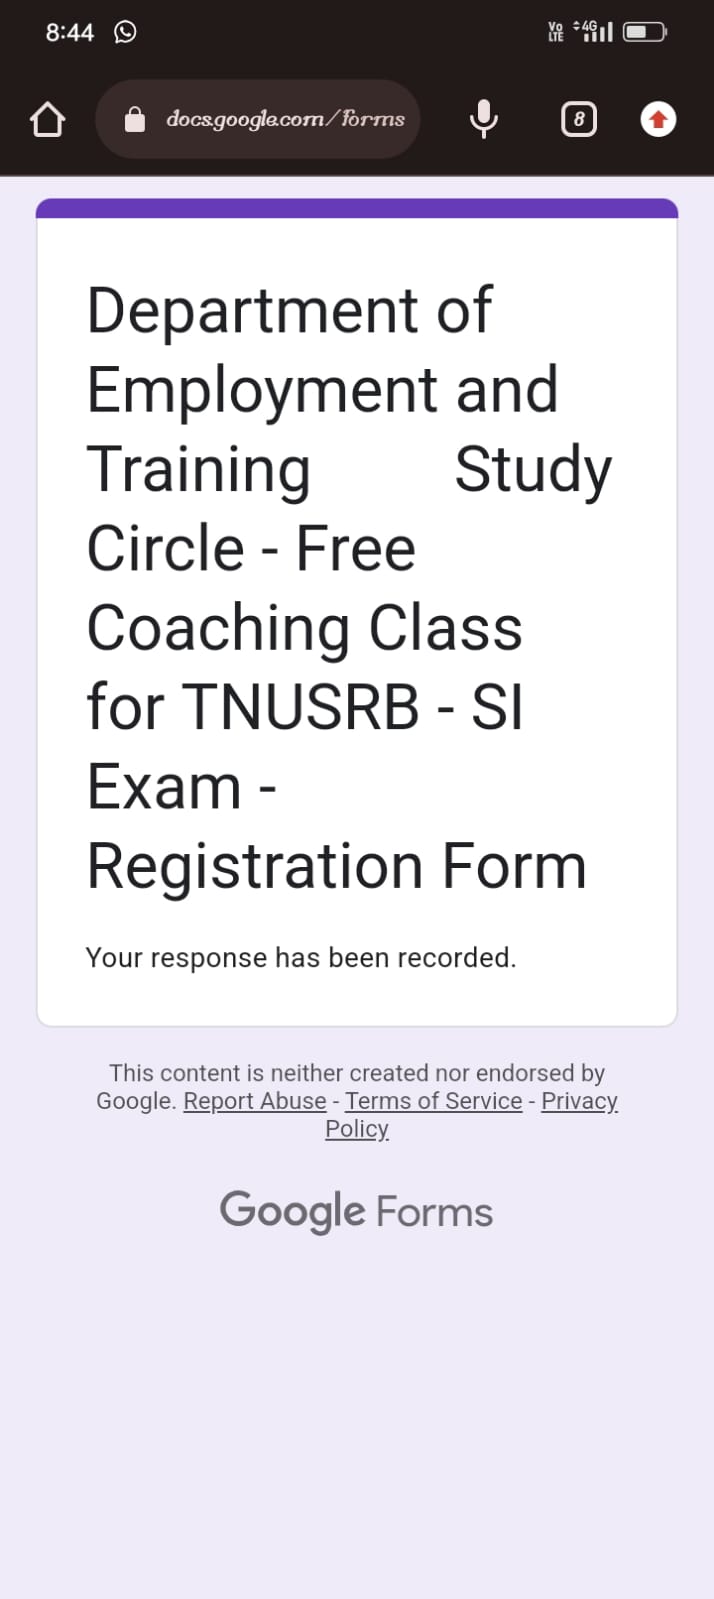 8:44 Vo LTE 4G
docs.google.com/forms 8
Department of
Employment and
Training Study
Circle - Free
Coaching Class
for TNUSRB - SI
Exam -
Registration Form
Your response has been recorded.
This content is neither created nor endorsed by
Google. Report Abuse - Terms of Service - Privacy
Policy
Google Forms